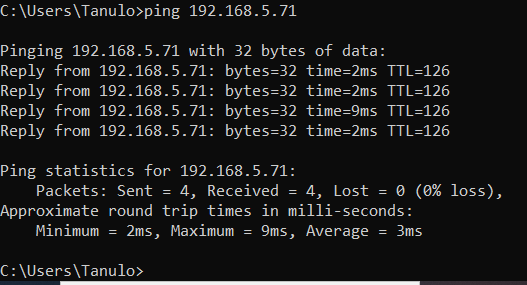 C:\Users\Tanulo>ping 192.168.5.71
Pinging 192.168.5.71 with 32 bytes of data:
Reply from 192.168.5.71: bytes=32 time=2ms TTL=126
Reply from 192.168.5.71: bytes=32 time=2ms TTL=126
Reply from 192.168.5.71: bytes=32 time=9ms TTL=126
Reply from 192.168.5.71: bytes=32 time=2ms TTL=126
Ping statistics for 192.168.5.71:
    Packets: Sent = 4, Received = 4, Lost = 0 (0% loss),
Approximate round trip times in milli-seconds:
    Minimum = 2ms, Maximum = 9ms, Average = 3ms
C:\Users\Tanulo>